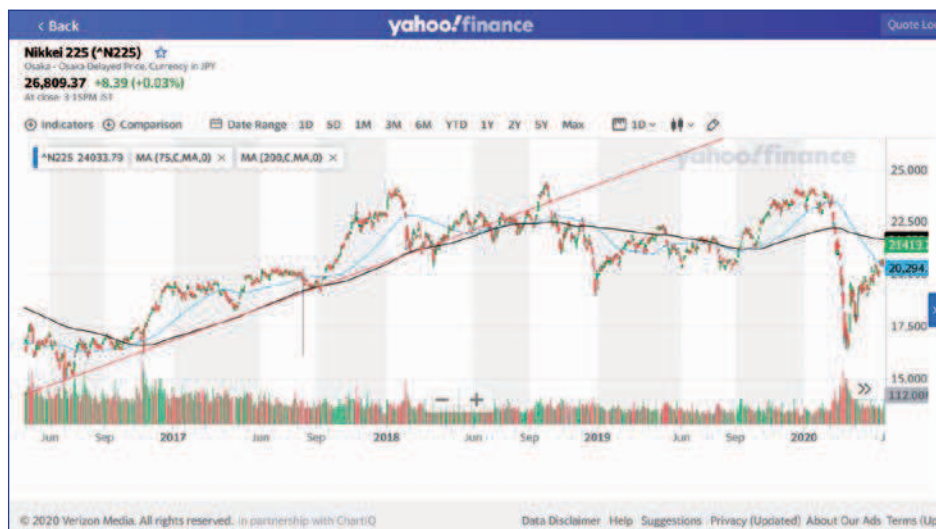 < Back
yahoo!finance
Quote Loo
Nikkei 225 (^N225)
Osaka - Osaka Delayed Price. Currency in JPY
26,809.37 +8.39 (+0.03%)
At close: 3:15PM JST
Indicators Comparison Date Range 1D 5D 1M 3M 6M YTD 1Y 2Y 5Y Max 1D
^N225 24033.79 MA (75,C,MA,0) × MA (200,C,MA,0) ×
yahoo!finance
25,000
22,500
20,294.
17,500
15,000
Jun Sep 2017 Jun Sep 2018 Jun Sep 2019 Jun Sep 2020 J
© 2020 Verizon Media. All rights reserved. in partnership with ChartIQ
Data Disclaimer Help Suggestions Privacy (Updated) About Our Ads Terms (Up